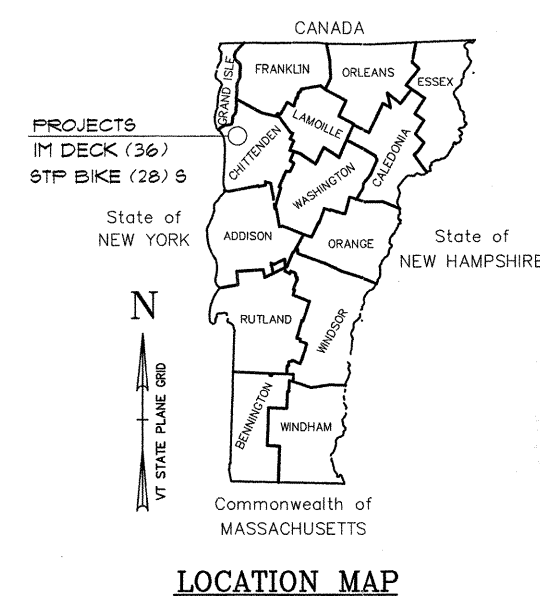 CANADA
GRAND ISLE
FRANKLIN
ORLEANS
ESSEX
LAMOILLE
PROJECTS
IM DECK (36)
STP BIKE (28) S
CHITTENDEN
CALEDONIA
WASHINGTON
State of
NEW YORK
ADDISON
ORANGE
State of
NEW HAMPSHIRE
N
VT STATE PLANE GRID
RUTLAND
WINDSOR
BENNINGTON
WINDHAM
Commonwealth of
MASSACHUSETTS
LOCATION MAP